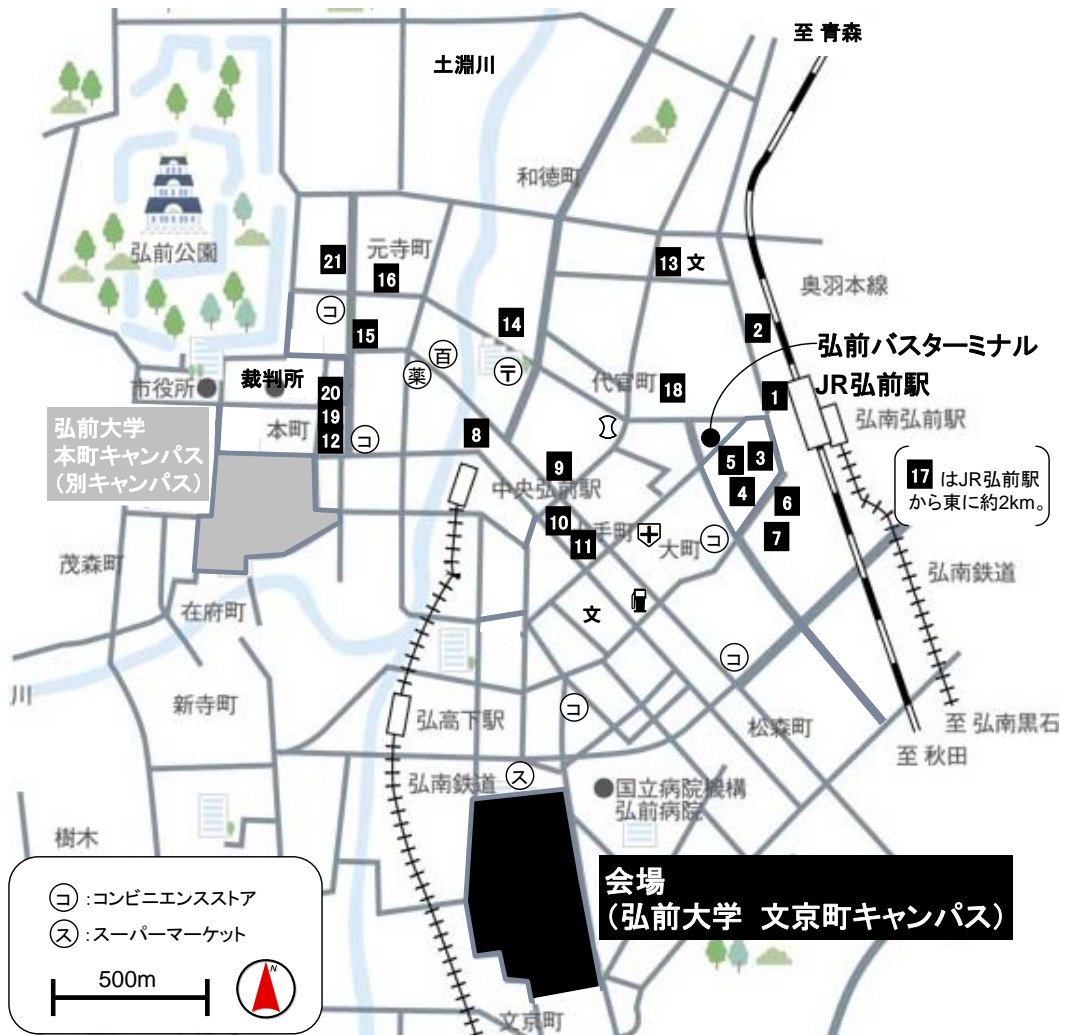 至 青森
土淵川
和徳町
弘前公園
21
元寺町
16
13
文
奥羽本線
コ
15
14
2
弘前バスターミナル
百
薬
〒
代官町
18
1
JR弘前駅
弘南弘前駅
市役所
裁判所
20
19
12
本町
コ
8
弘前大学
本町キャンパス
(別キャンパス)
5
3
4
9
中央弘前駅
6
17 はJR弘前駅
から東に約2km。
10
11
手町
大町
コ
7
茂森町
弘南鉄道
在府町
文
コ
川
新寺町
弘高下駅
コ
松森町
至 弘南黒石
至 秋田
弘南鉄道
ス
国立病院機構
弘前病院
樹木
会場
(弘前大学 文京町キャンパス)
コ :コンビニエンスストア
ス :スーパーマーケット
500m
N
文京町